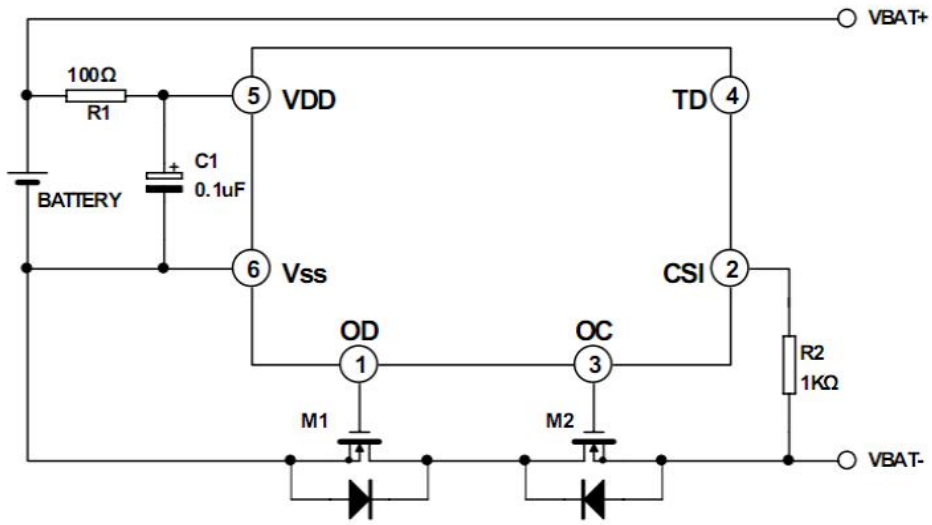 VBAT+
100Ω
R1
5
VDD
TD
4
C1
+
0.1uF
BATTERY
6
Vss
CSI
2
OD
OC
1
3
R2
1KΩ
M1
M2
VBAT-